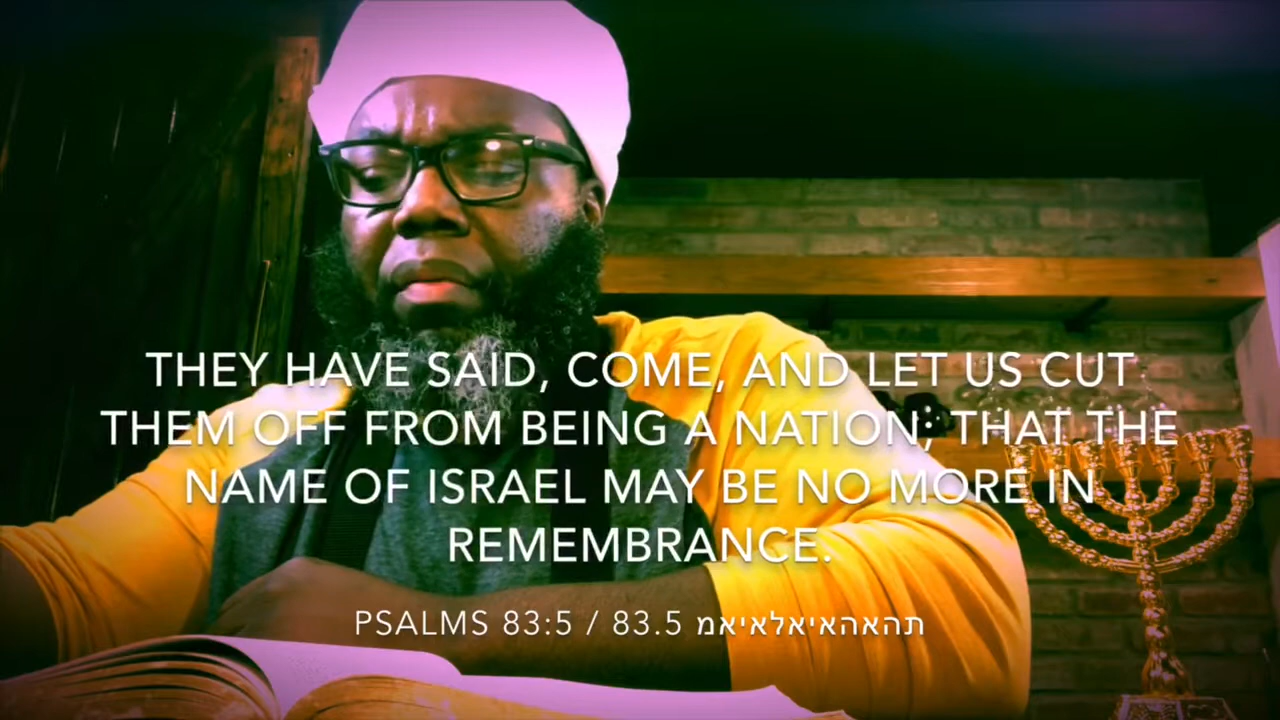 THEY HAVE SAID, COME, AND LET US CUT
THEM OFF FROM BEING A NATION; THAT THE
NAME OF ISRAEL MAY BE NO MORE IN
REMEMBRANCE.
PSALMS 83:5 / 83.5 תהאהאיאלאיאמ